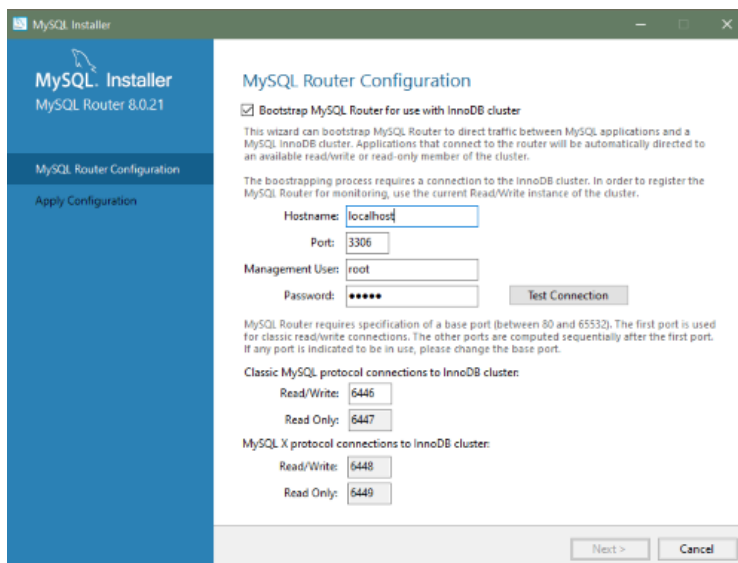 MySQL Installer
MySQL. Installer
MySQL Router 8.0.21
MySQL Router Configuration
Apply Configuration
MySQL Router Configuration
Bootstrap MySQL Router for use with InnoDB cluster
This wizard can bootstrap MySQL Router to direct traffic between MySQL applications and a
MySQL InnoDB cluster. Applications that connect to the router will be automatically directed to
an available read/write or read-only member of the cluster.
The boostrapping process requires a connection to the InnoDB cluster. In order to register the
MySQL Router for monitoring, use the current Read/Write instance of the cluster.
Hostname: localhost
Port: 3306
Management User: root
Password: ●●●●● Test Connection
MySQL Router requires specification of a base port (between 80 and 65532). The first port is used
for classic read/write connections. The other ports are computed sequentially after the first port.
If any port is indicated to be in use, please change the base port.
Classic MySQL protocol connections to InnoDB cluster:
Read/Write: 6446
Read Only: 6447
MySQL X protocol connections to InnoDB cluster:
Read/Write: 6448
Read Only: 6449
Next >
Cancel